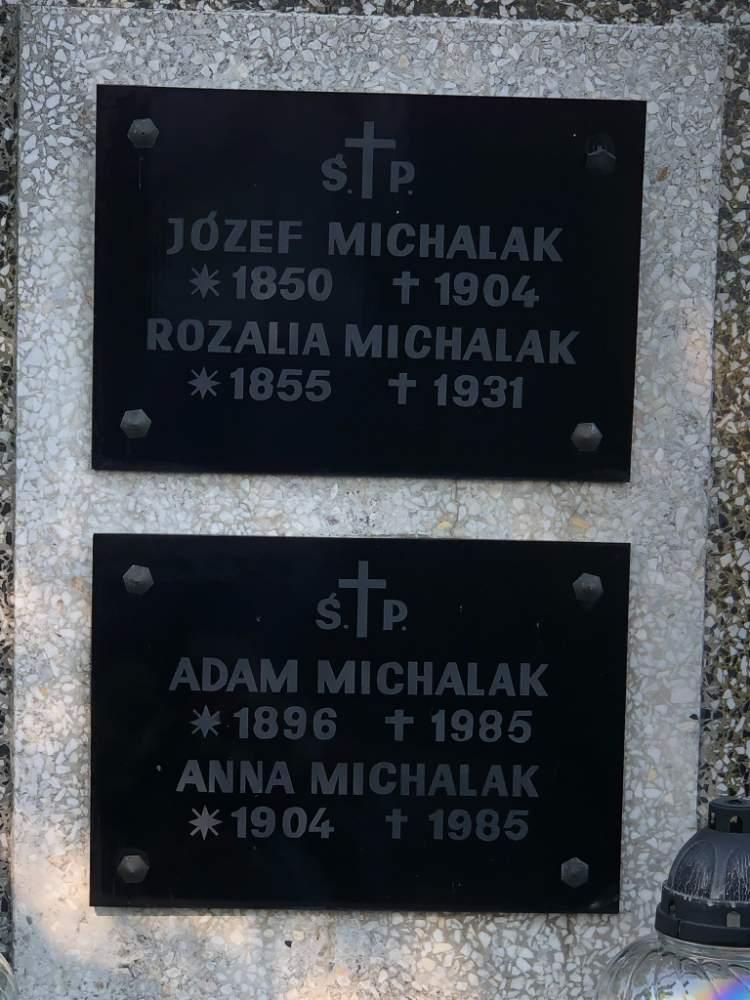 Ś. P.
JÓZEF MICHALAK
* 1850 † 1904
ROZALIA MICHALAK
* 1855 † 1931
Ś. P.
ADAM MICHALAK
* 1896 † 1985
ANNA MICHALAK
* 1904 † 1985